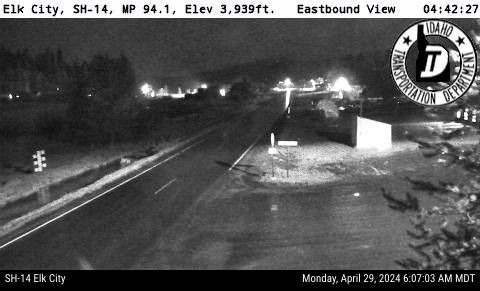 Elk City, SH-14, MP 94.1, Elev 3,939ft. Eastbound View 04:42:27
IDAHO
TRANSPORTATION DEPARTMENT
SH-14 Elk City Monday, April 29, 2024 6:07:03 AM MDT